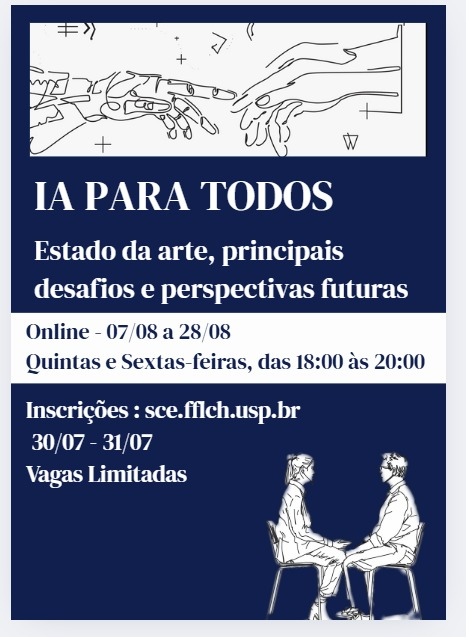 IA PARA TODOS
Estado da arte, principais
desafios e perspectivas futuras
Online - 07/08 a 28/08
Quintas e Sextas-feiras, das 18:00 às 20:00
Inscrições : sce.fflch.usp.br
30/07 - 31/07
Vagas Limitadas